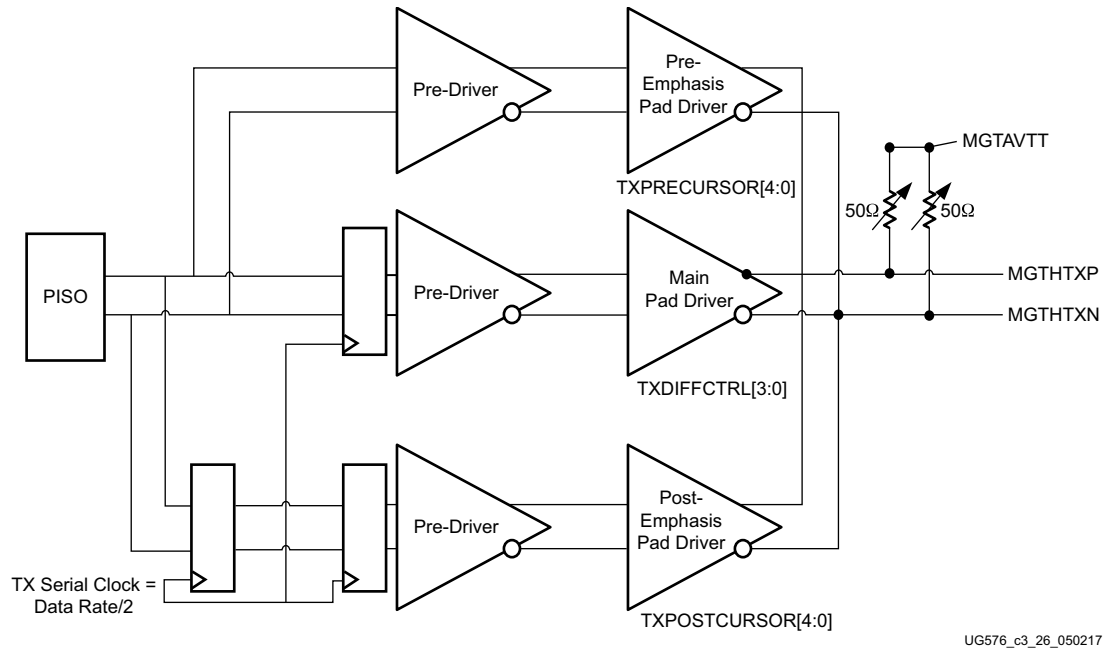 Pre-Driver
Pre-
Emphasis
Pad Driver
TXPRECURSOR[4:0]
MGTAVTT
50Ω
50Ω
PISO
Pre-Driver
Main
Pad Driver
MGTHTXP
MGTHTXN
TXDIFFCTRL[3:0]
Pre-Driver
Post-
Emphasis
Pad Driver
TX Serial Clock =
Data Rate/2
TXPOSTCURSOR[4:0]
UG576_c3_26_050217